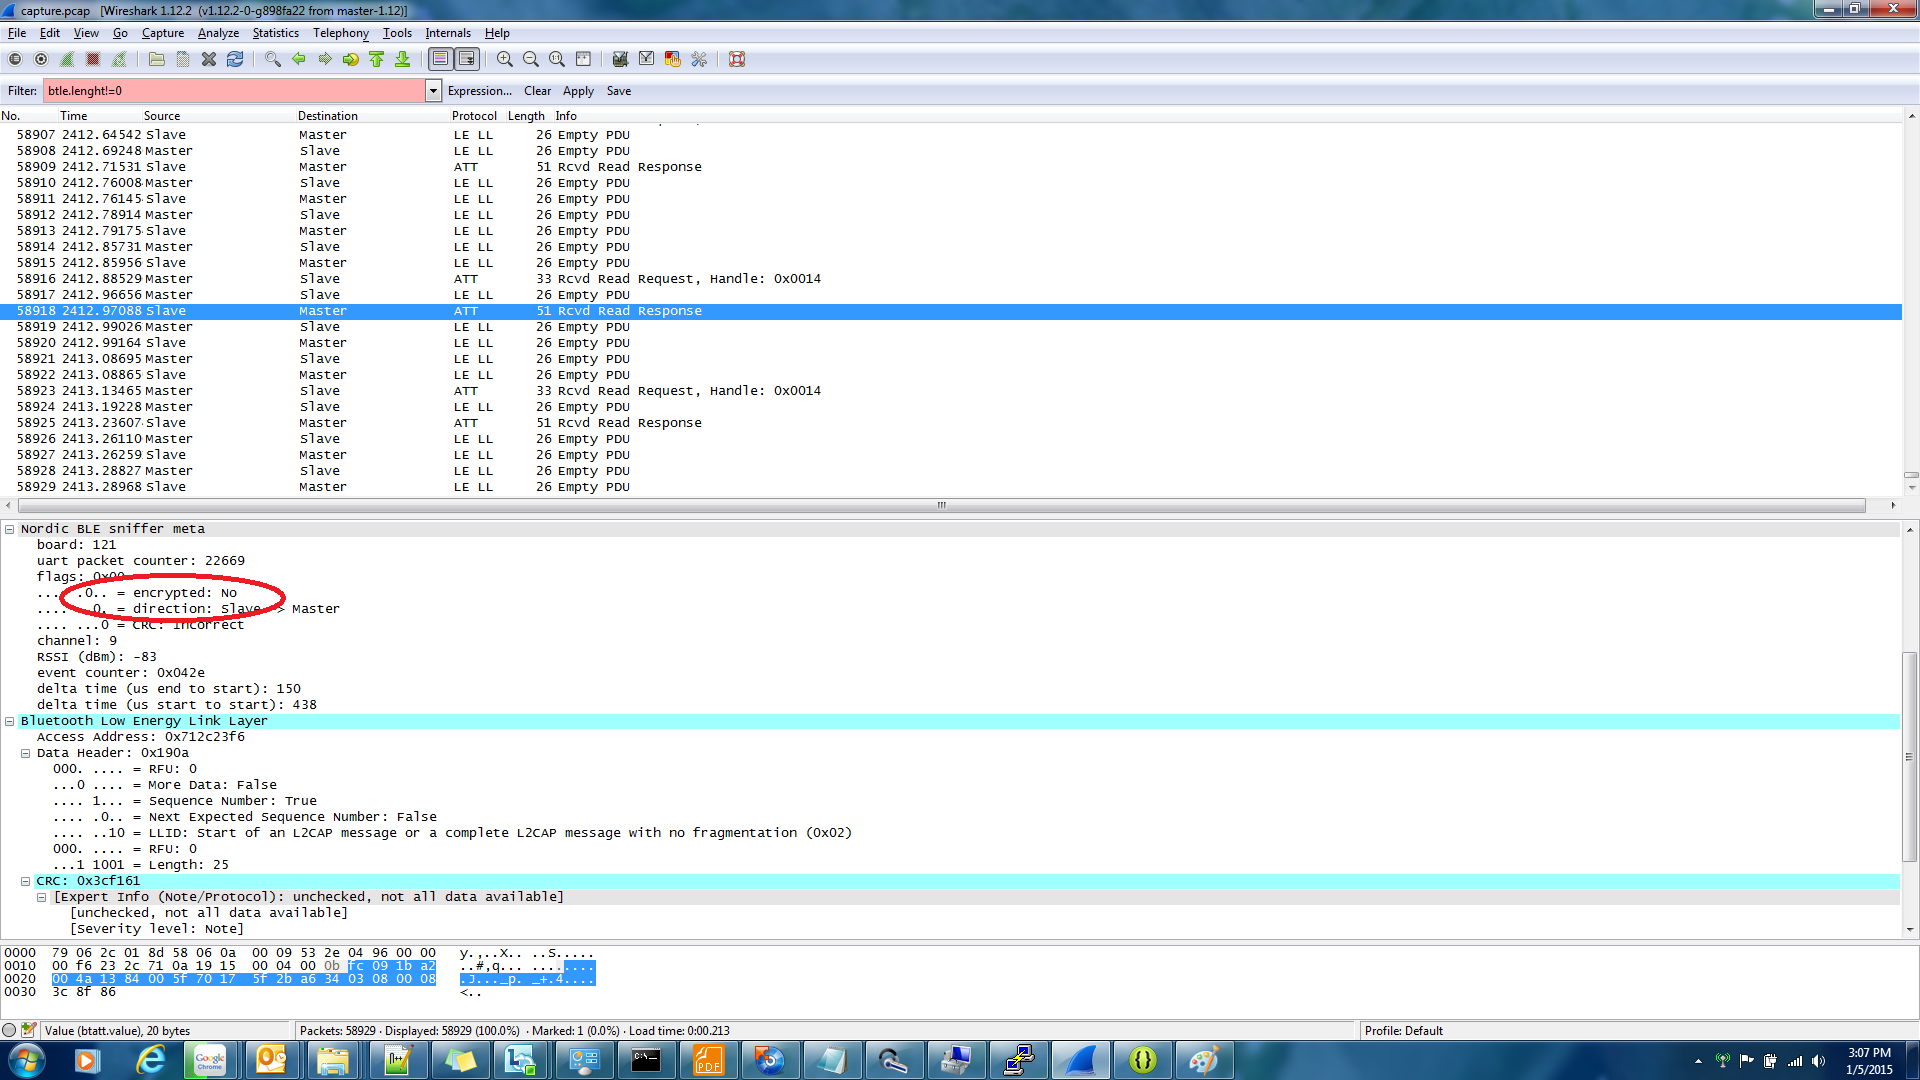 capture.pcap   [Wireshark 1.12.2  (v1.12.2-0-g898fa22 from master-1.12)]
File Edit View Go Capture Analyze Statistics Telephony Tools Internals Help
Filter: btle.lenght!=0 Expression... Clear Apply Save
No. Time Source Destination Protocol Length Info
58907 2412.64542 Slave Master LE LL 26 Empty PDU
58908 2412.69248 Master Slave LE LL 26 Empty PDU
58909 2412.71531 Slave Master ATT 51 Rcvd Read Response
58910 2412.76008 Master Slave LE LL 26 Empty PDU
58911 2412.76145 Slave Master LE LL 26 Empty PDU
58912 2412.78914 Master Slave LE LL 26 Empty PDU
58913 2412.79175 Slave Master LE LL 26 Empty PDU
58914 2412.85731 Master Slave LE LL 26 Empty PDU
58915 2412.85956 Slave Master LE LL 26 Empty PDU
58916 2412.88529 Master Slave ATT 33 Rcvd Read Request, Handle: 0x0014
58917 2412.96656 Master Slave LE LL 26 Empty PDU
58918 2412.97088 Slave Master ATT 51 Rcvd Read Response
58919 2412.99026 Master Slave LE LL 26 Empty PDU
58920 2412.99164 Slave Master LE LL 26 Empty PDU
58921 2413.08695 Master Slave LE LL 26 Empty PDU
58922 2413.08865 Slave Master LE LL 26 Empty PDU
58923 2413.13465 Master Slave ATT 33 Rcvd Read Request, Handle: 0x0014
58924 2413.19228 Master Slave LE LL 26 Empty PDU
58925 2413.23607 Slave Master ATT 51 Rcvd Read Response
58926 2413.26110 Master Slave LE LL 26 Empty PDU
58927 2413.26259 Slave Master LE LL 26 Empty PDU
58928 2413.28827 Master Slave LE LL 26 Empty PDU
58929 2413.28968 Slave Master LE LL 26 Empty PDU
Nordic BLE sniffer meta
board: 121
uart packet counter: 22669
flags: 0x00
.... .0.. = encrypted: No
.... ..0. = direction: Slave -> Master
.... ...0 = CRC: Incorrect
channel: 9
RSSI (dBm): -83
event counter: 0x042e
delta time (us end to start): 150
delta time (us start to start): 438
Bluetooth Low Energy Link Layer
Access Address: 0x712c23f6
Data Header: 0x190a
000. .... = RFU: 0
...0 .... = More Data: False
.... 1... = Sequence Number: True
.... .0.. = Next Expected Sequence Number: False
.... ..10 = LLID: Start of an L2CAP message or a complete L2CAP message with no fragmentation (0x02)
000. .... = RFU: 0
...1 1001 = Length: 25
CRC: 0x3cf161
[Expert Info (Note/Protocol): unchecked, not all data available]
[unchecked, not all data available]
[Severity level: Note]
0000 79 06 2c 01 8d 58 06 0a 00 09 53 2e 04 96 00 00 y.,..X.. ..S.....
0010 00 f6 23 2c 71 0a 19 15 00 04 00 0b fc 09 1b a2 ..#,q... ........
0020 00 4a 13 84 00 5f 70 17 5f 2b a6 34 03 08 00 08 .J..._p. _+.4....
0030 3c 8f 86 <..
Value (btatt.value), 20 bytes Packets: 58929 · Displayed: 58929 (100.0%) · Marked: 1 (0.0%) · Load time: 0:00.213 Profile: Default
Google Chrome
n++
C:\_
PDF
3:07 PM
1/5/2015